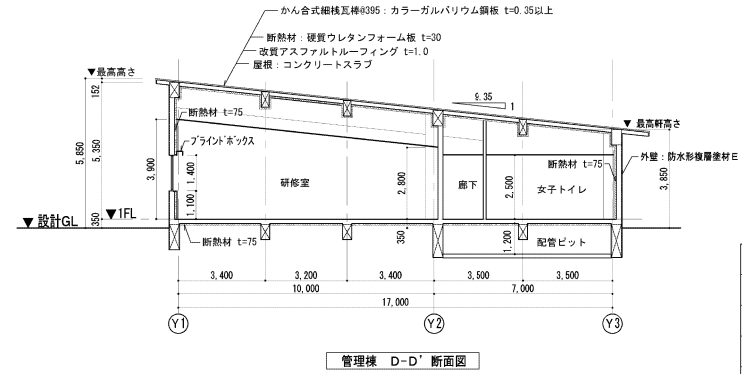 かん合式細桟瓦棒@395：カラーガルバリウム鋼板 t=0.35以上
断熱材：硬質ウレタンフォーム板 t=30
改質アスファルトルーフィング t=1.0
屋根：コンクリートスラブ
▼最高高さ
9.35
1
▼ 最高軒高さ
152
5,850
5,350
3,900
断熱材 t=75
ブラインドボックス
1,400
1,100
研修室
2,800
廊下
2,500
女子トイレ
断熱材 t=75
外壁：防水形複層塗材E
3,850
▼設計GL
▼1FL
350
断熱材 t=75
350
1,200
配管ピット
3,400
3,200
3,400
3,500
3,500
10,000
7,000
17,000
Y1
Y2
Y3
管理棟 D-D' 断面図